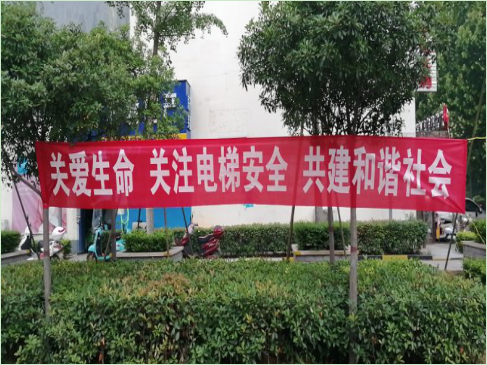 关爱生命 关注电梯安全 共建和谐社会